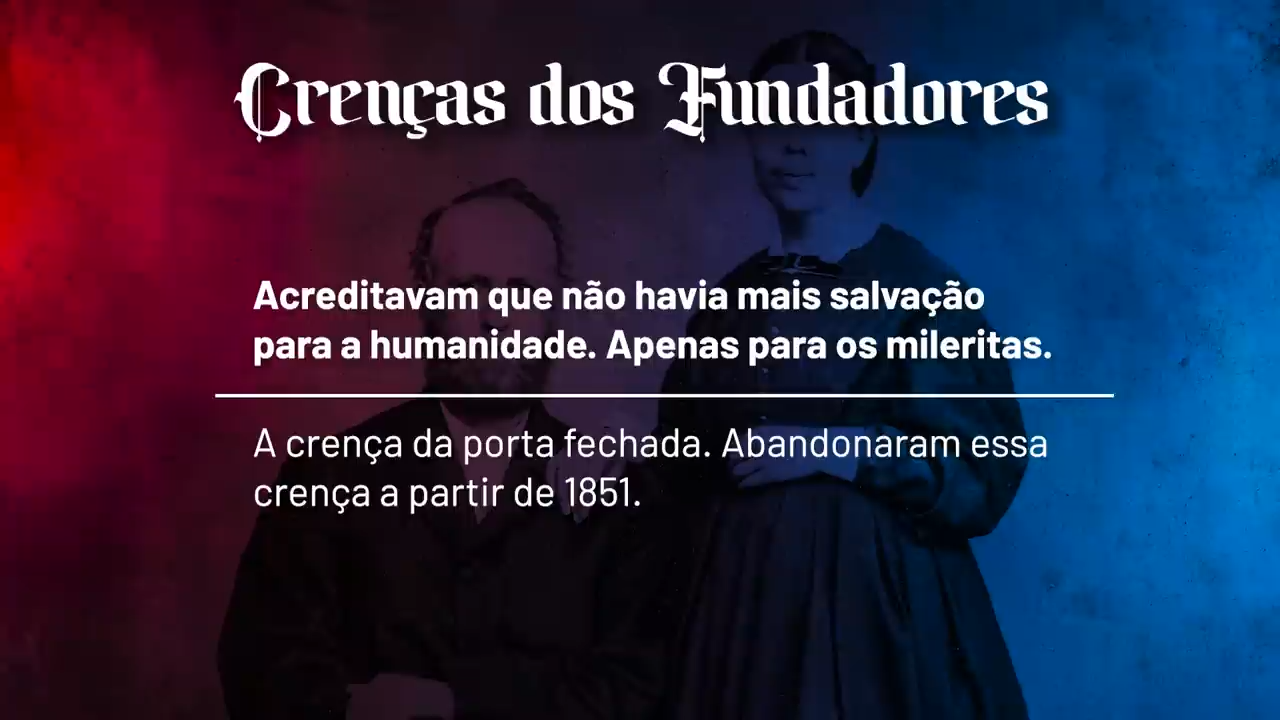 Crenças dos Fundadores
Acreditavam que não havia mais salvação
para a humanidade. Apenas para os mileritas.
A crença da porta fechada. Abandonaram essa
crença a partir de 1851.